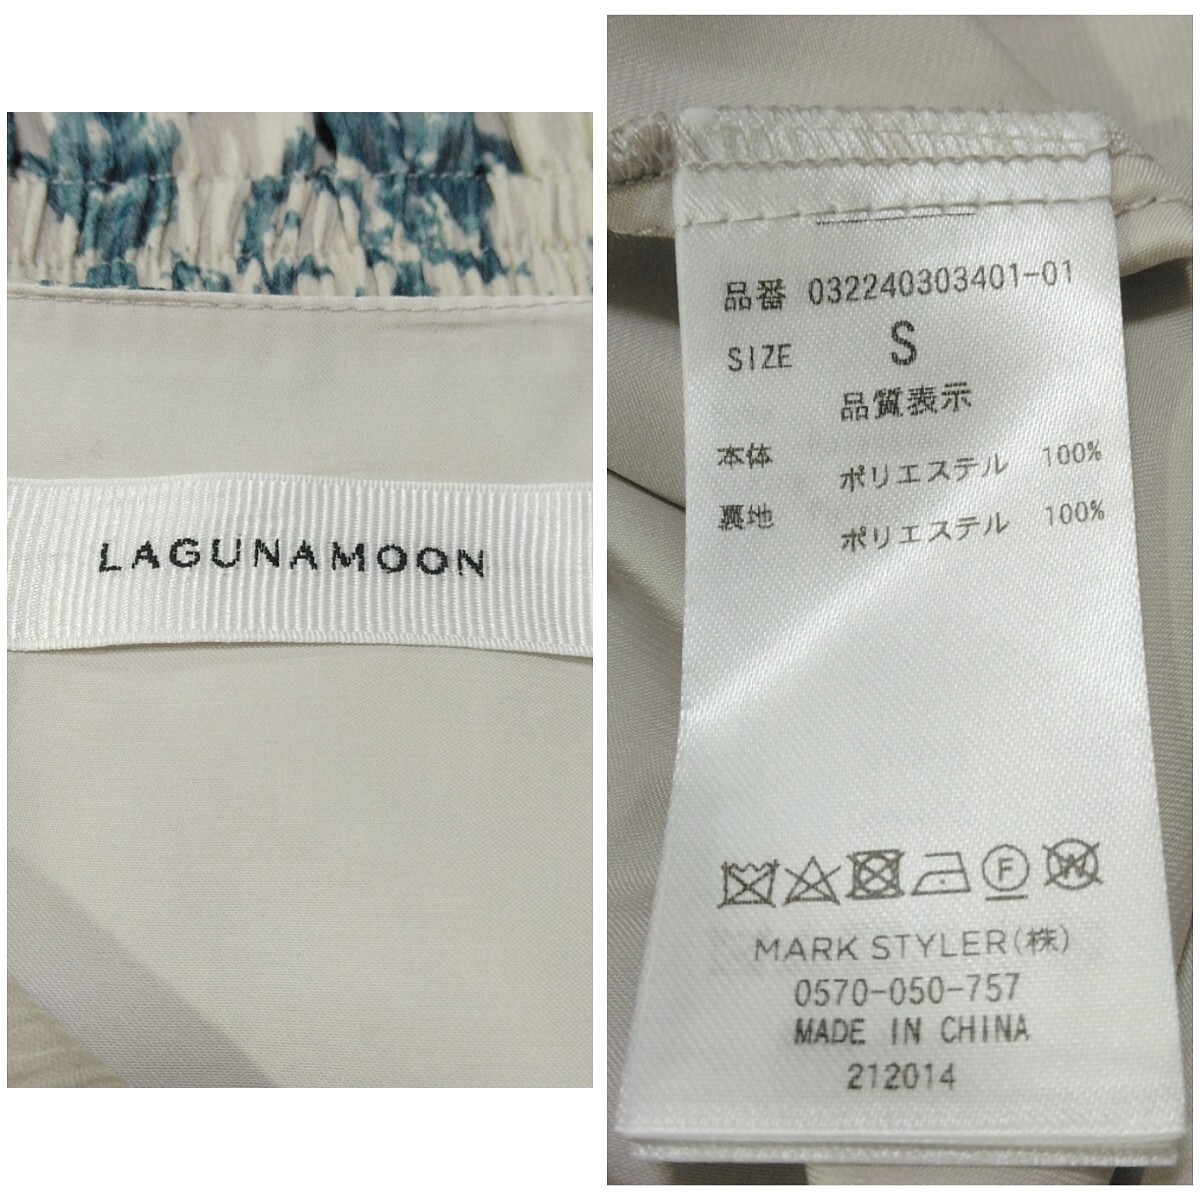 LAGUNAMOON
品番 032240303401-01
SIZE S
品質表示
本体 ポリエステル 100%
裏地 ポリエステル 100%
F W
MARK STYLER(株)
0570-050-757
MADE IN CHINA
212014